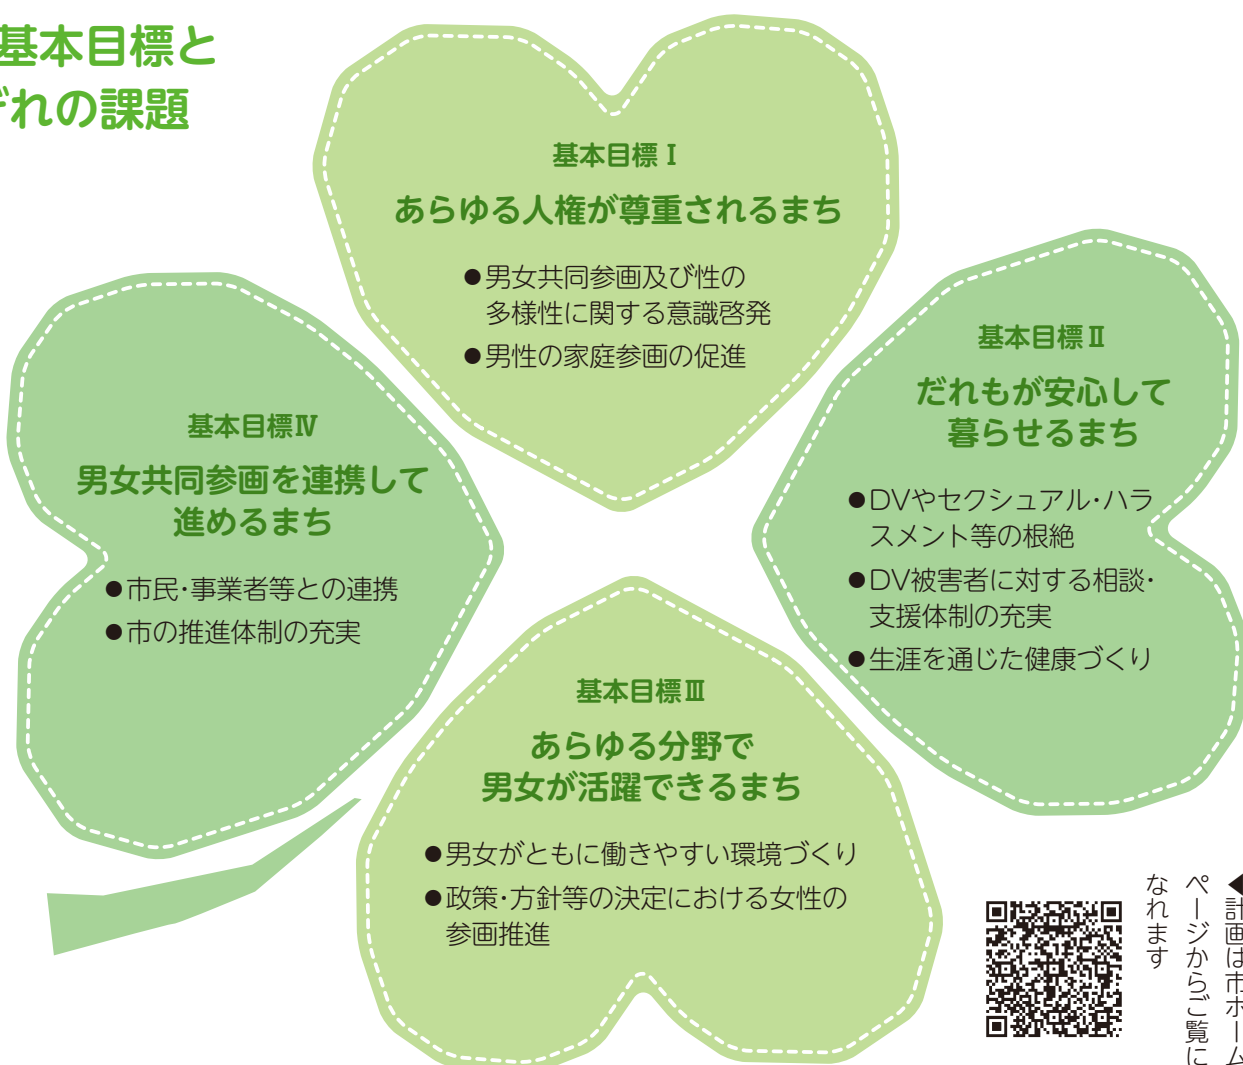 基本目標と
ぞれの課題
基本目標Ⅰ
あらゆる人権が尊重されるまち
●男女共同参画及び性の
多様性に関する意識啓発
●男性の家庭参画の促進
基本目標Ⅱ
だれもが安心して
暮らせるまち
●DVやセクシュアル・ハラ
スメント等の根絶
●DV被害者に対する相談・
支援体制の充実
●生涯を通じた健康づくり
基本目標Ⅲ
あらゆる分野で
男女が活躍できるまち
●男女がともに働きやすい環境づくり
●政策・方針等の決定における女性の
参画推進
基本目標Ⅳ
男女共同参画を連携して
進めるまち
●市民・事業者等との連携
●市の推進体制の充実
◀計画は市ホーム
ページからご覧に
なれます